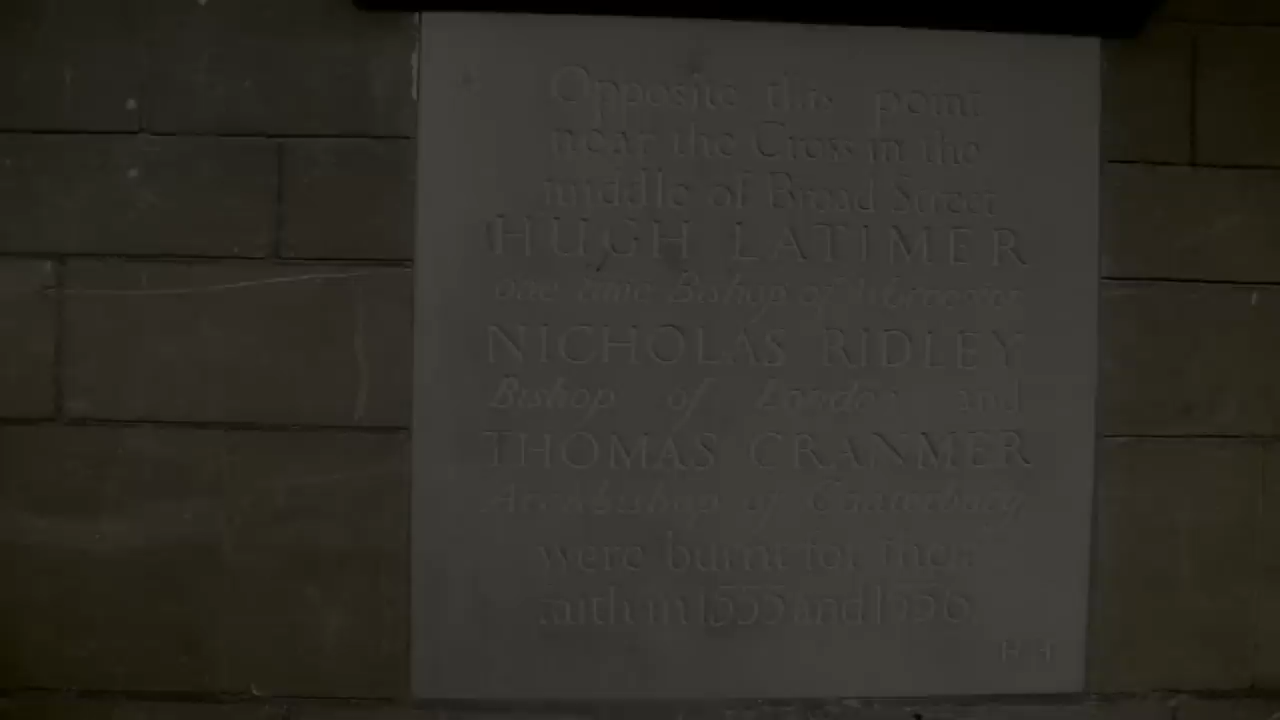 Opposite this point
near the Cross in the
middle of Broad Street
HUGH LATIMER
one time Bishop of Worcester
NICHOLAS RIDLEY
Bishop of London and
THOMAS CRANMER
Archbishop of Canterbury
were burnt for their
faith in 1555 and 1556